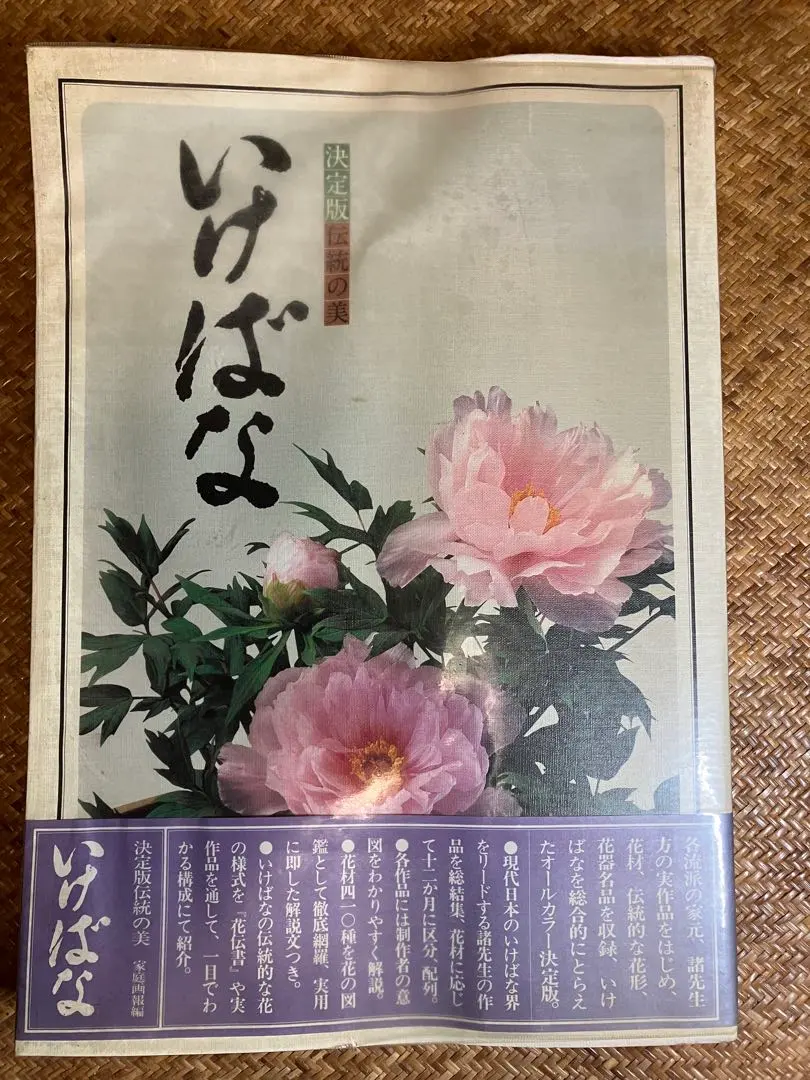 決定版伝統の美
いけばな
各流派の家元、諸先生
方の実作品をはじめ、
花材、伝統的な花形、
花器名品を収録、いけ
ばなを総合的にとらえ
たオールカラー決定版。
●現代日本のいけばな界
をリードする諸先生の作
品を総結集、花材に応じ
て十二か月に区分、配列。
●各作品には制作者の意
図をわかりやすく解説。
●花材四一〇種を花の図
鑑として徹底網羅、実用
に即した解説文つき。
●いけばなの伝統的な花
の様式を『花伝書』や実
作品を通して、一目でわ
かる構成にて紹介。
決定版伝統の美 家庭画報編
いけばな